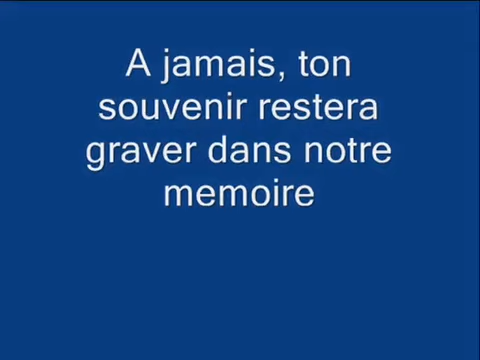 A jamais, ton
souvenir restera
graver dans notre
memoire